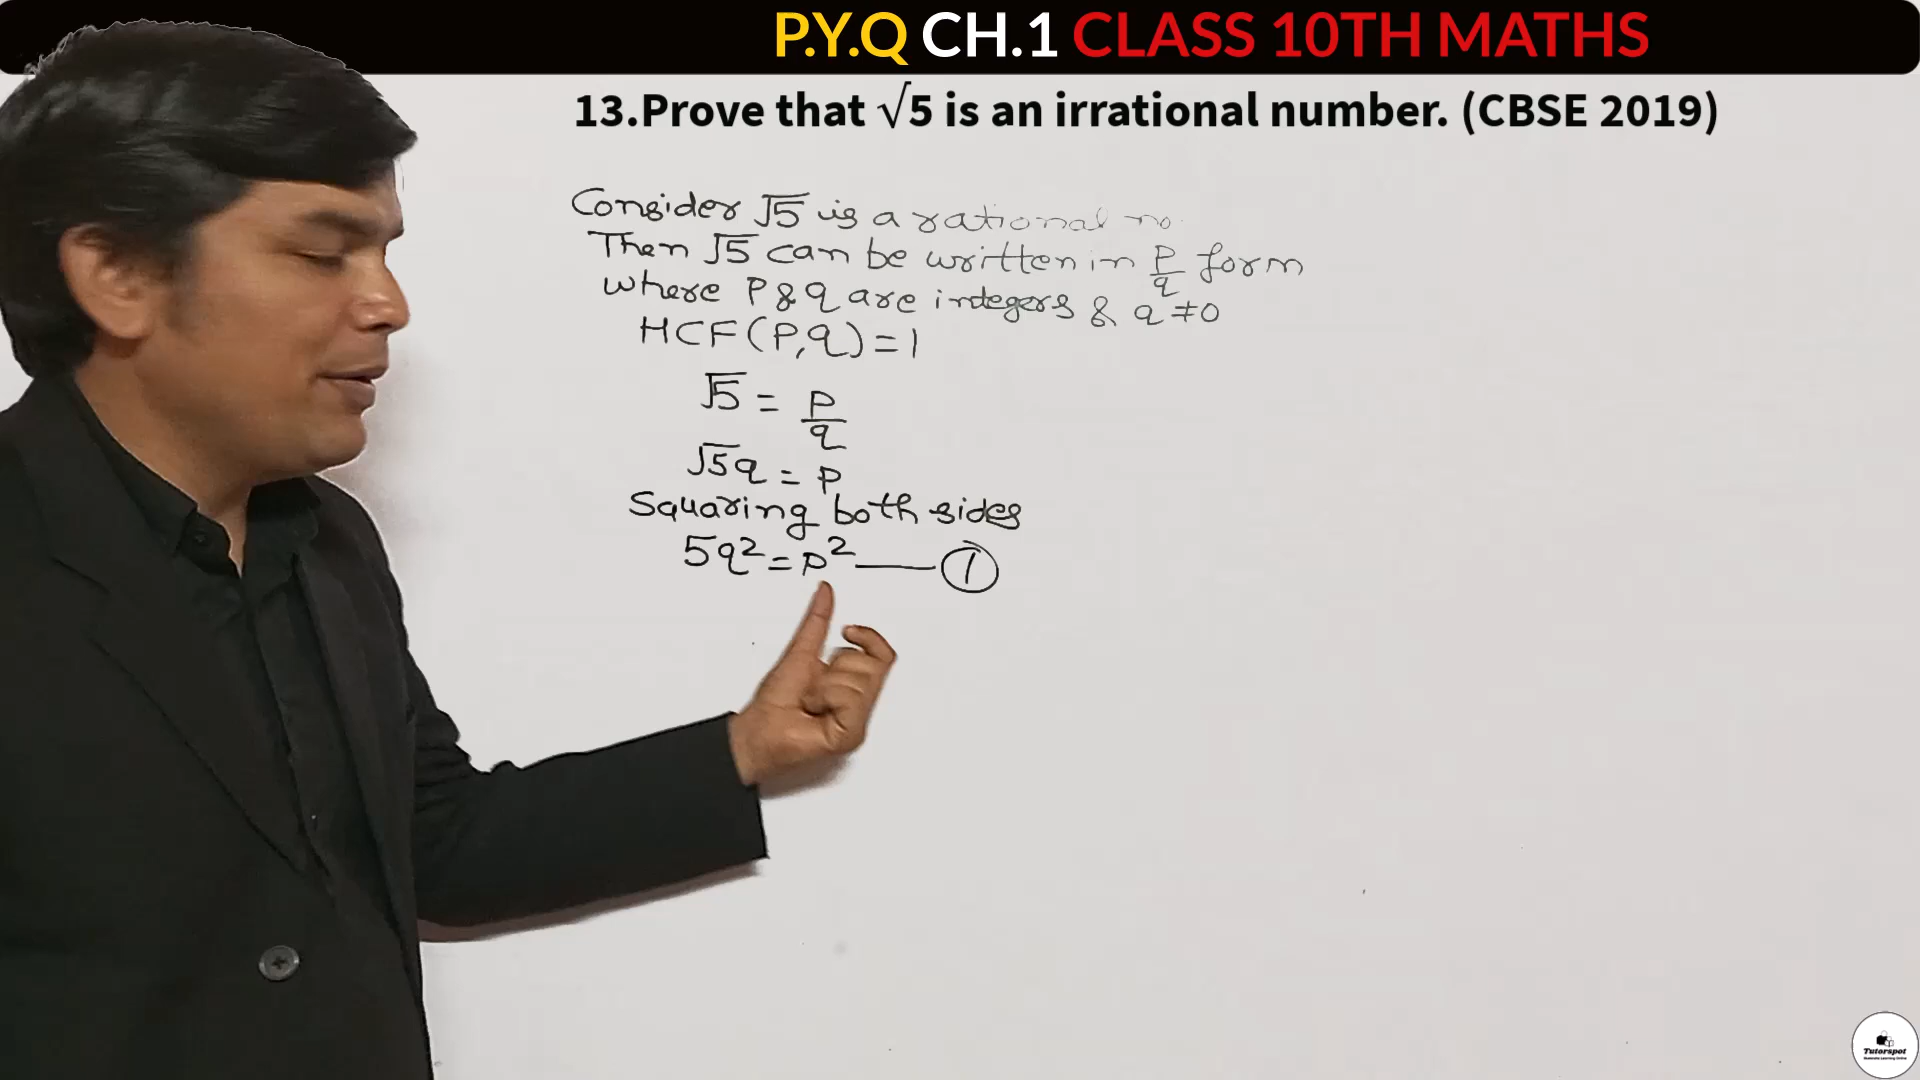 P.Y.Q CH.1 CLASS 10TH MATHS
13.Prove that √5 is an irrational number. (CBSE 2019)
Consider √5 is a rational no.
Then √5 can be written in p/q form
where p & q are integers & q ≠ 0
HCF(P,q) = 1
√5 = p/q
√5q = p
Squaring both sides
5q² = p² —— ①
Tutorspot